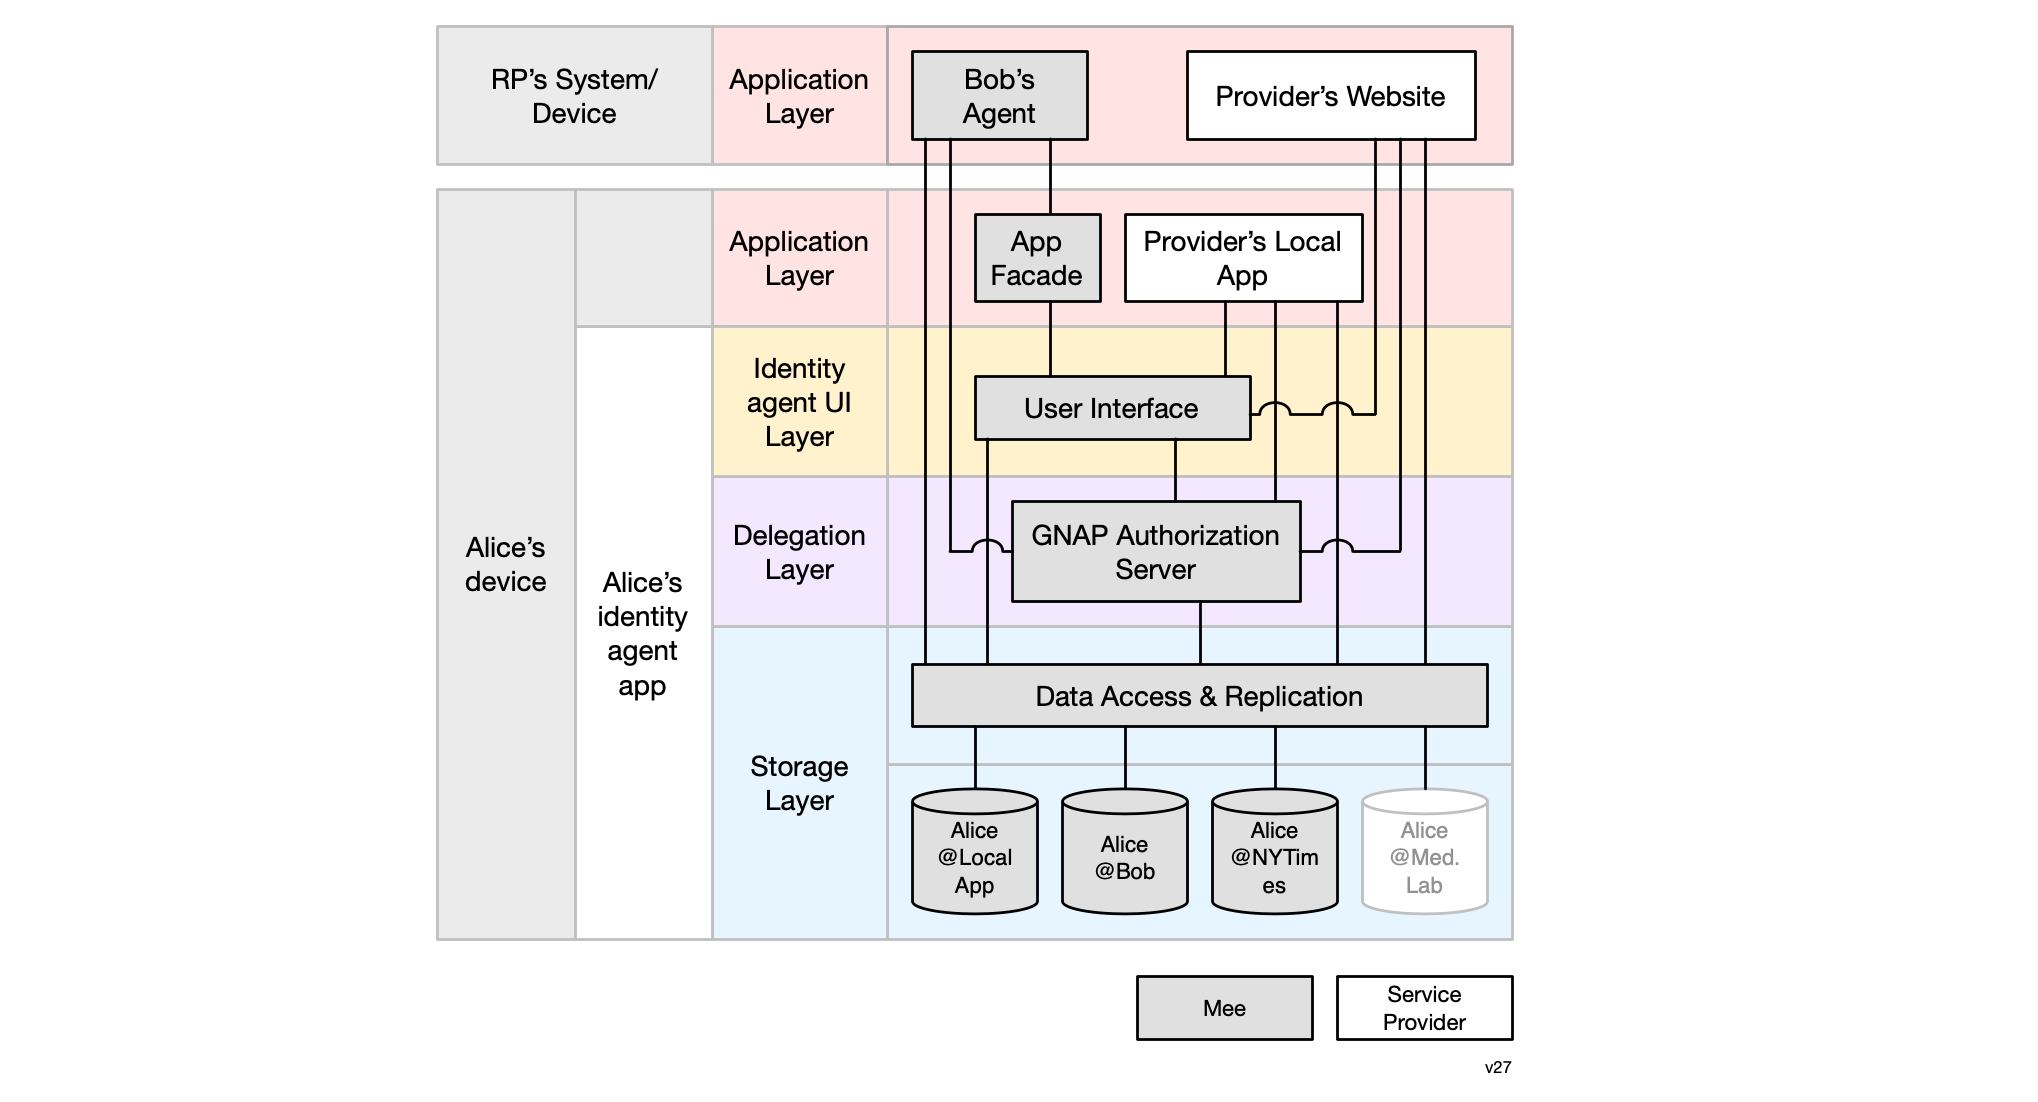 RP’s System/
Device
Application
Layer
Bob’s
Agent
Provider’s Website
Alice’s
device
Alice’s
identity
agent
app
Application
Layer
App
Facade
Provider’s Local
App
Identity
agent UI
Layer
User Interface
Delegation
Layer
GNAP Authorization
Server
Storage
Layer
Data Access & Replication
Alice
@Local
App
Alice
@Bob
Alice
@NYTim
es
Alice
@Med.
Lab
Mee
Service
Provider
v27